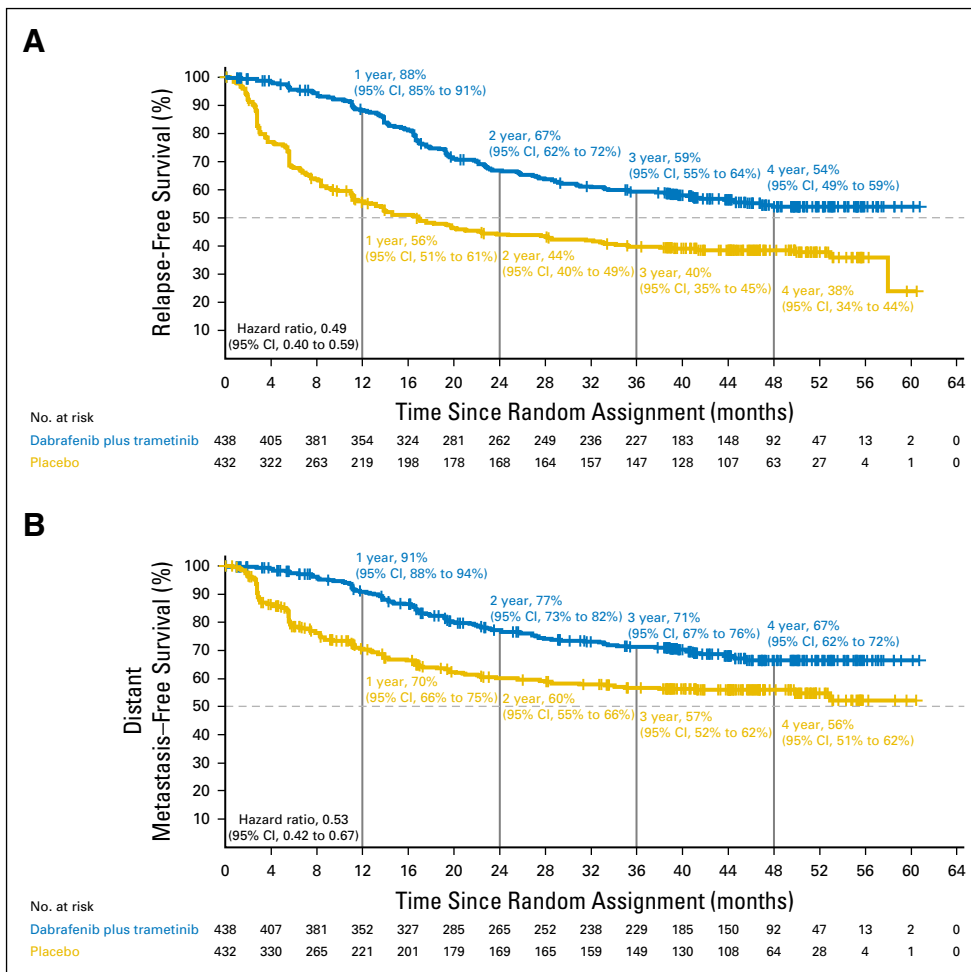 A
Relapse-Free Survival (%)
100
90
80
70
60
50
40
30
20
10
1 year, 88%
(95% CI, 85% to 91%)
2 year, 67%
(95% CI, 62% to 72%)
3 year, 59%
(95% CI, 55% to 64%)
4 year, 54%
(95% CI, 49% to 59%)
1 year, 56%
(95% CI, 51% to 61%)
2 year, 44%
(95% CI, 40% to 49%)
3 year, 40%
(95% CI, 35% to 45%)
4 year, 38%
(95% CI, 34% to 44%)
Hazard ratio, 0.49
(95% CI, 0.40 to 0.59)
0 4 8 12 16 20 24 28 32 36 40 44 48 52 56 60 64
Time Since Random Assignment (months)
No. at risk
Dabrafenib plus trametinib 438 405 381 354 324 281 262 249 236 227 183 148 92 47 13 2 0
Placebo 432 322 263 219 198 178 168 164 157 147 128 107 63 27 4 1 0
B
Distant
Metastasis–Free Survival (%)
100
90
80
70
60
50
40
30
20
10
1 year, 91%
(95% CI, 88% to 94%)
2 year, 77%
(95% CI, 73% to 82%)
3 year, 71%
(95% CI, 67% to 76%)
4 year, 67%
(95% CI, 62% to 72%)
1 year, 70%
(95% CI, 66% to 75%)
2 year, 60%
(95% CI, 55% to 66%)
3 year, 57%
(95% CI, 52% to 62%)
4 year, 56%
(95% CI, 51% to 62%)
Hazard ratio, 0.53
(95% CI, 0.42 to 0.67)
0 4 8 12 16 20 24 28 32 36 40 44 48 52 56 60 64
Time Since Random Assignment (months)
No. at risk
Dabrafenib plus trametinib 438 407 381 352 327 285 265 252 238 229 185 150 92 47 13 2 0
Placebo 432 330 265 221 201 179 169 165 159 149 130 108 64 28 4 1 0